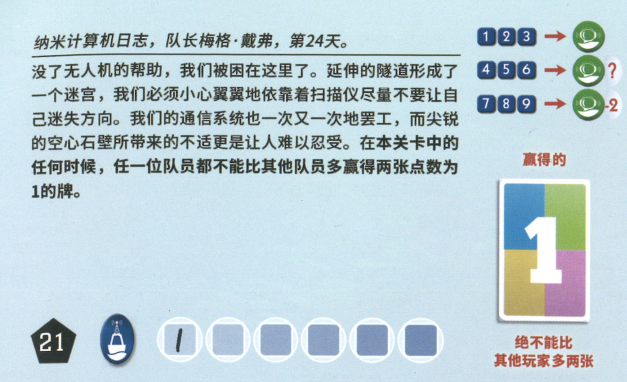 纳米计算机日志，队长梅格·戴弗，第24天。
没了无人机的帮助，我们被困在这里了。延伸的隧道形成了
一个迷宫，我们必须小心翼翼地依靠着扫描仪尽量不要让自
己迷失方向。我们的通信系统也一次又一次地罢工，而尖锐
的空心石壁所带来的不适更是让人难以忍受。在本关卡中的
任何时候，任一位队员都不能比其他队员多赢得两张点数为
1的牌。
1 2 3
4 5 6 ?
7 8 9 -2
赢得的
1
绝不能比
其他玩家多两张
21
1